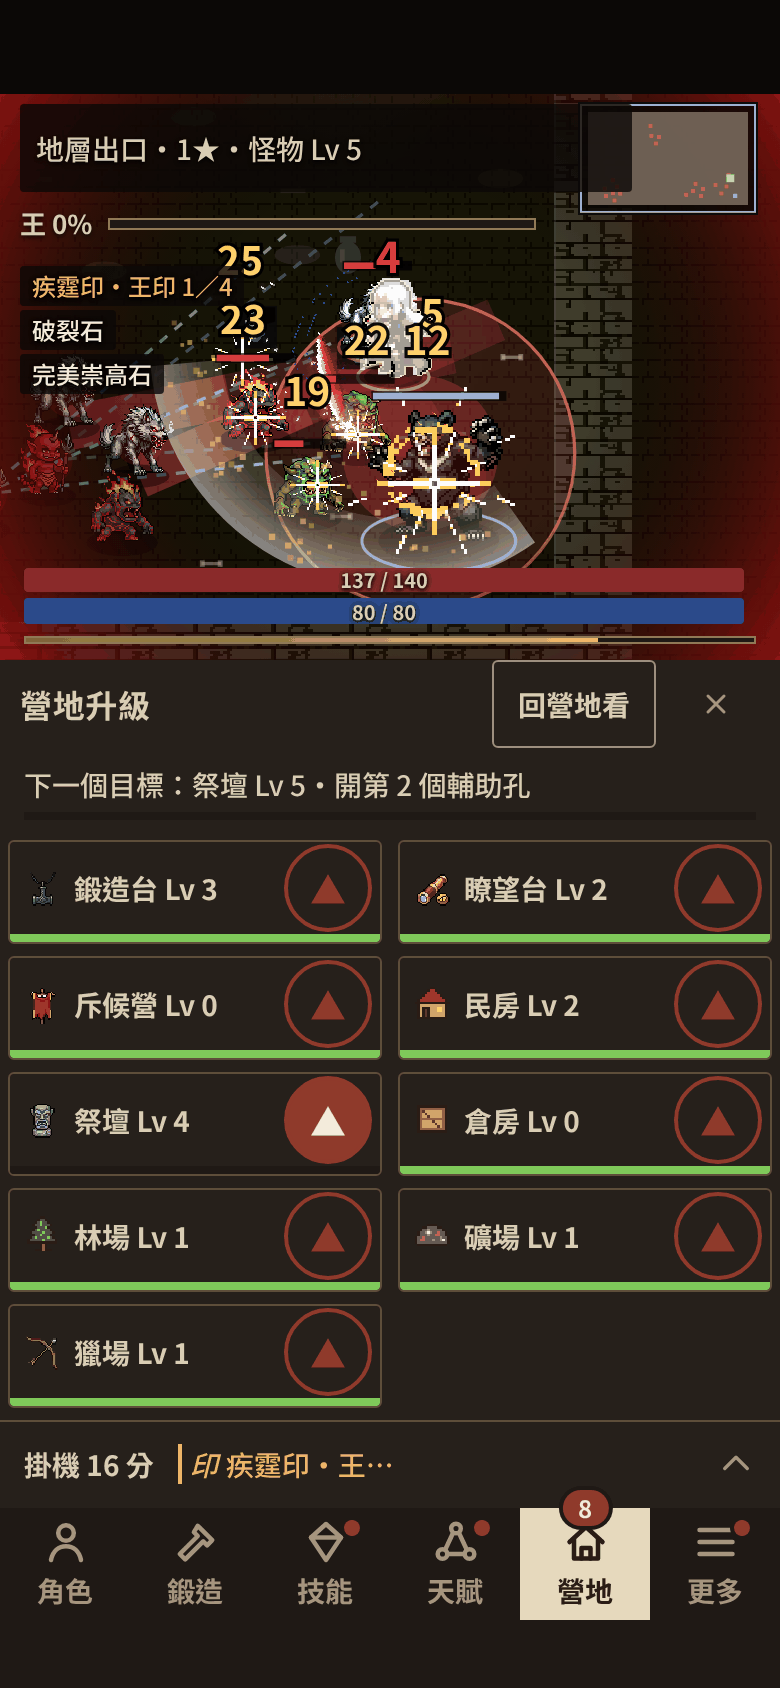 地層出口・1★・怪物 Lv 5
王 0%
疾霆印・王印 1／4
破裂石
完美崇高石
25
23
—4
5
22
12
19
137 / 140
80 / 80
營地升級
回營地看
×
下一個目標：祭壇 Lv 5・開第 2 個輔助孔
鍛造台 Lv 3
瞭望台 Lv 2
斥候營 Lv 0
民房 Lv 2
祭壇 Lv 4
倉房 Lv 0
林場 Lv 1
礦場 Lv 1
獵場 Lv 1
掛機 16 分
印 疾霆印・王…
8
角色
鍛造
技能
天賦
營地
更多